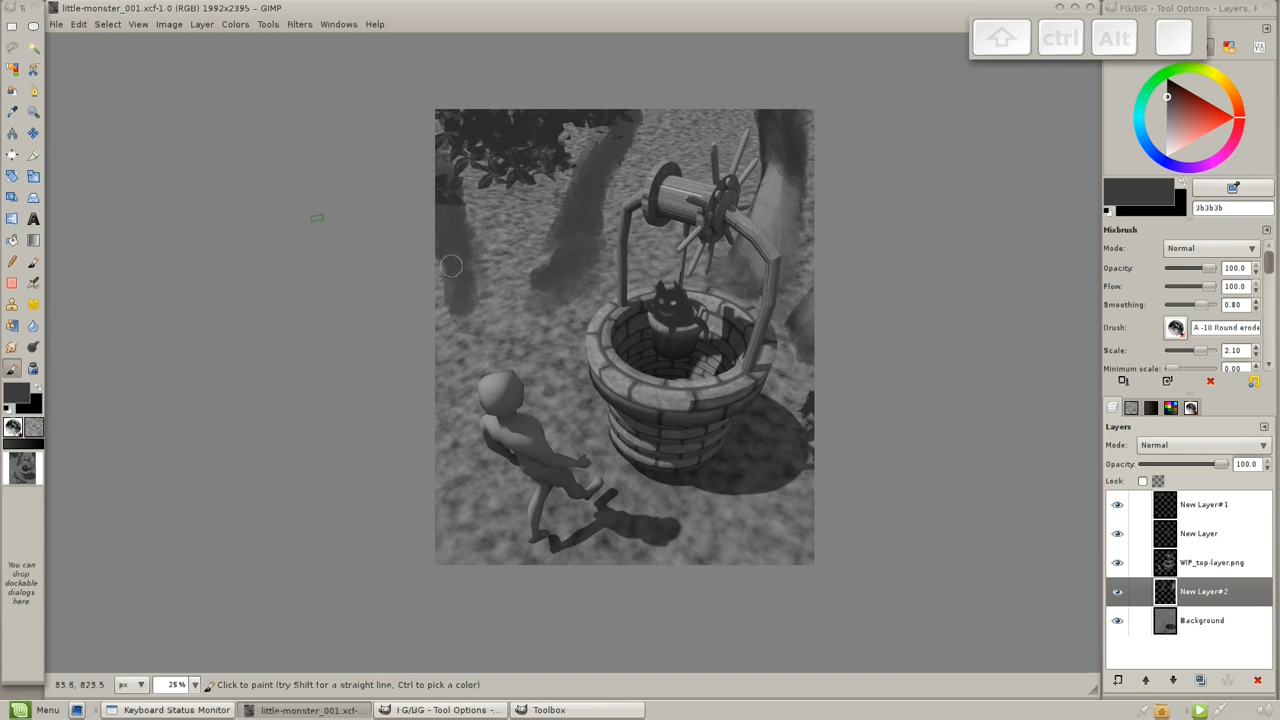 little-monster_001.xcf-1.0 (RGB) 1992x2395 – GIMP
FG/BG - Tool Options - Layers,
File Edit Select View Image Layer Colors Tools Filters Windows Help
ctrl Alt
3b3b3b
Mixbrush
Mode: Normal
Opacity: 100.0
Flow: 100.0
Smoothing: 0.80
Brush: A -10 Round erode
Scale: 2.10
Minimum scale: 0.00
Layers
Mode: Normal
Opacity: 100.0
Lock:
New Layer#1
New Layer
WIP_top-layer.png
New Layer#2
Background
You can
drop
dockable
dialogs
here
83.6, 823.5 px 25% Click to paint (try Shift for a straight line, Ctrl to pick a color)
Menu Keyboard Status Monitor little-monster_001.xcf-... FG/BG - Tool Options -... Toolbox